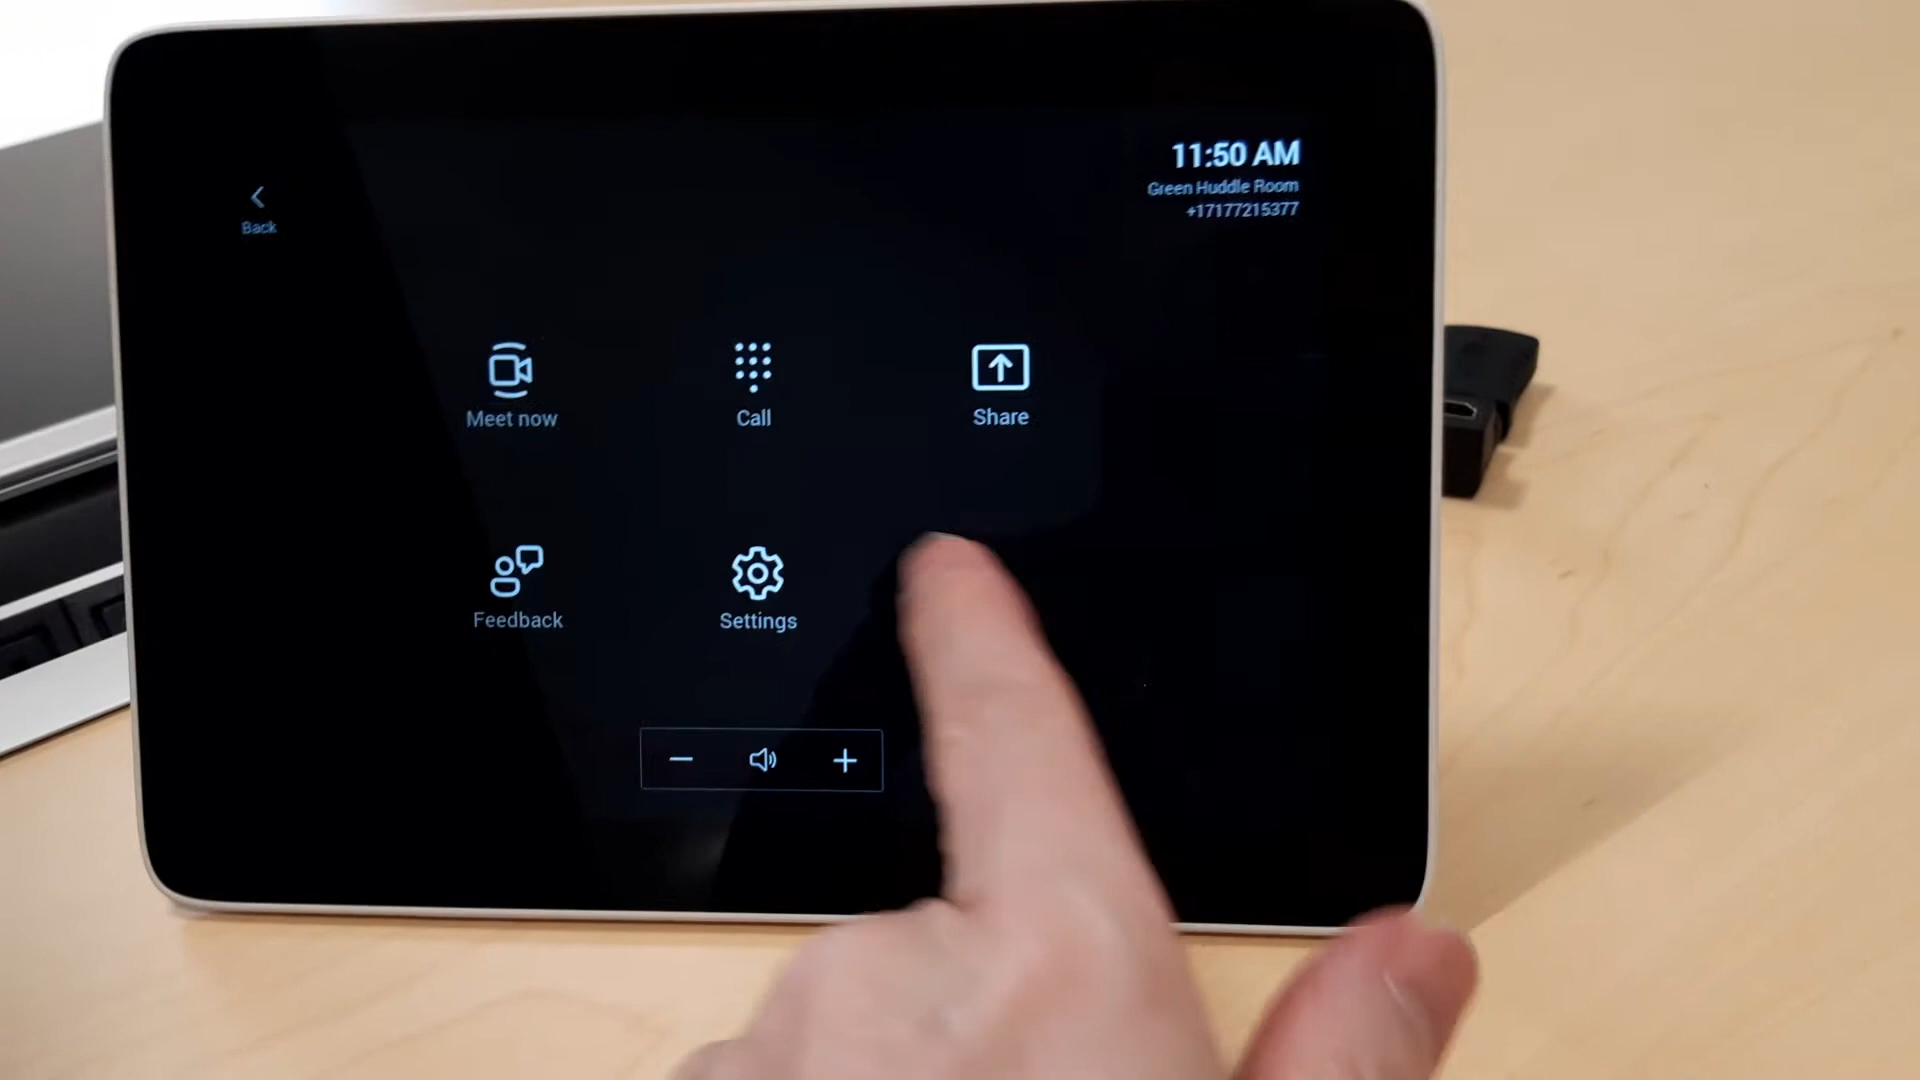 11:50 AM
Green Huddle Room
+17177215377
Back
Meet now
Call
Share
Feedback
Settings